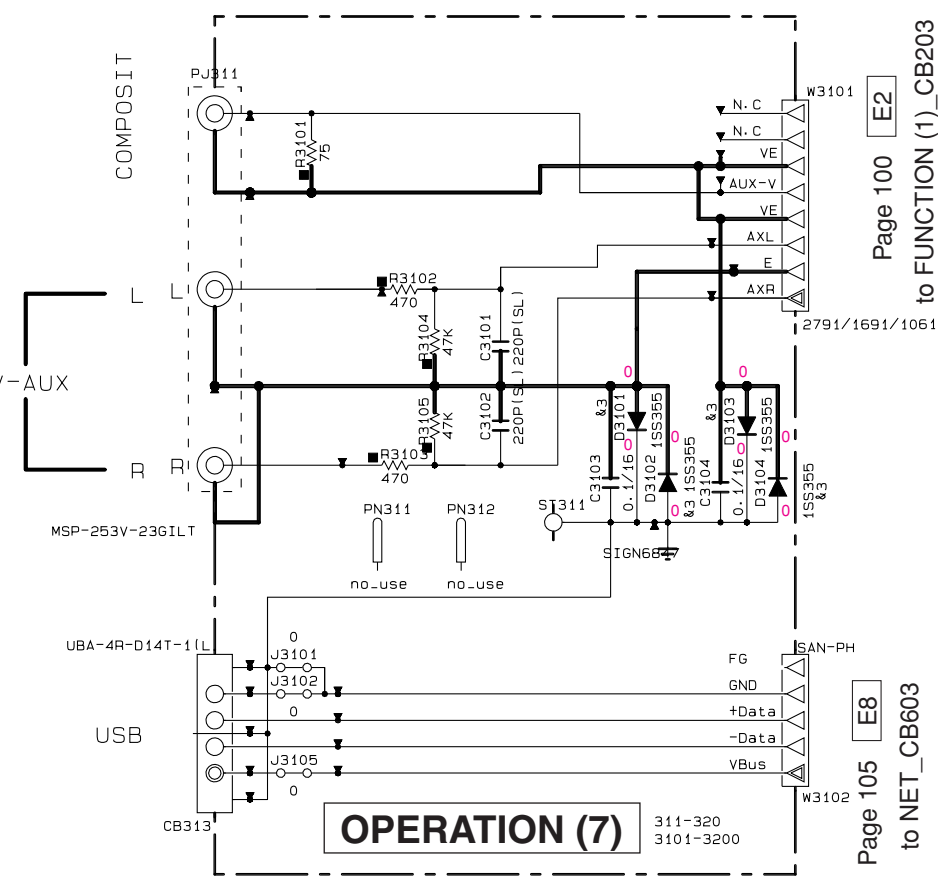 COMPOSIT
PJ311
R3101
75
W3101
N.C
N.C
VE
AUX-V
VE
AXL
E
AXR
2791/1691/1061
E2
Page 100
to FUNCTION (1)_CB203
V-AUX
L
L
R
R
R3102
470
R3104
47K
C3101
220P(SL)
R3105
47K
C3102
220P(SL)
R3103
470
MSP-253V-23GILT
PN311
no_use
PN312
no_use
ST311
C3103
&3
0.1/16
0
D3101
1SS355
0
D3102
&3 1SS355
0
0
C3104
&3
0.1/16
0
D3103
1SS355
0
D3104
1SS355
&3
0
UBA-4R-D14T-1(L
USB
CB313
0
J3101
J3102
0
J3105
0
SAN-PH
FG
GND
+Data
-Data
VBus
W3102
E8
Page 105
to NET_CB603
OPERATION (7)
311-320
3101-3200